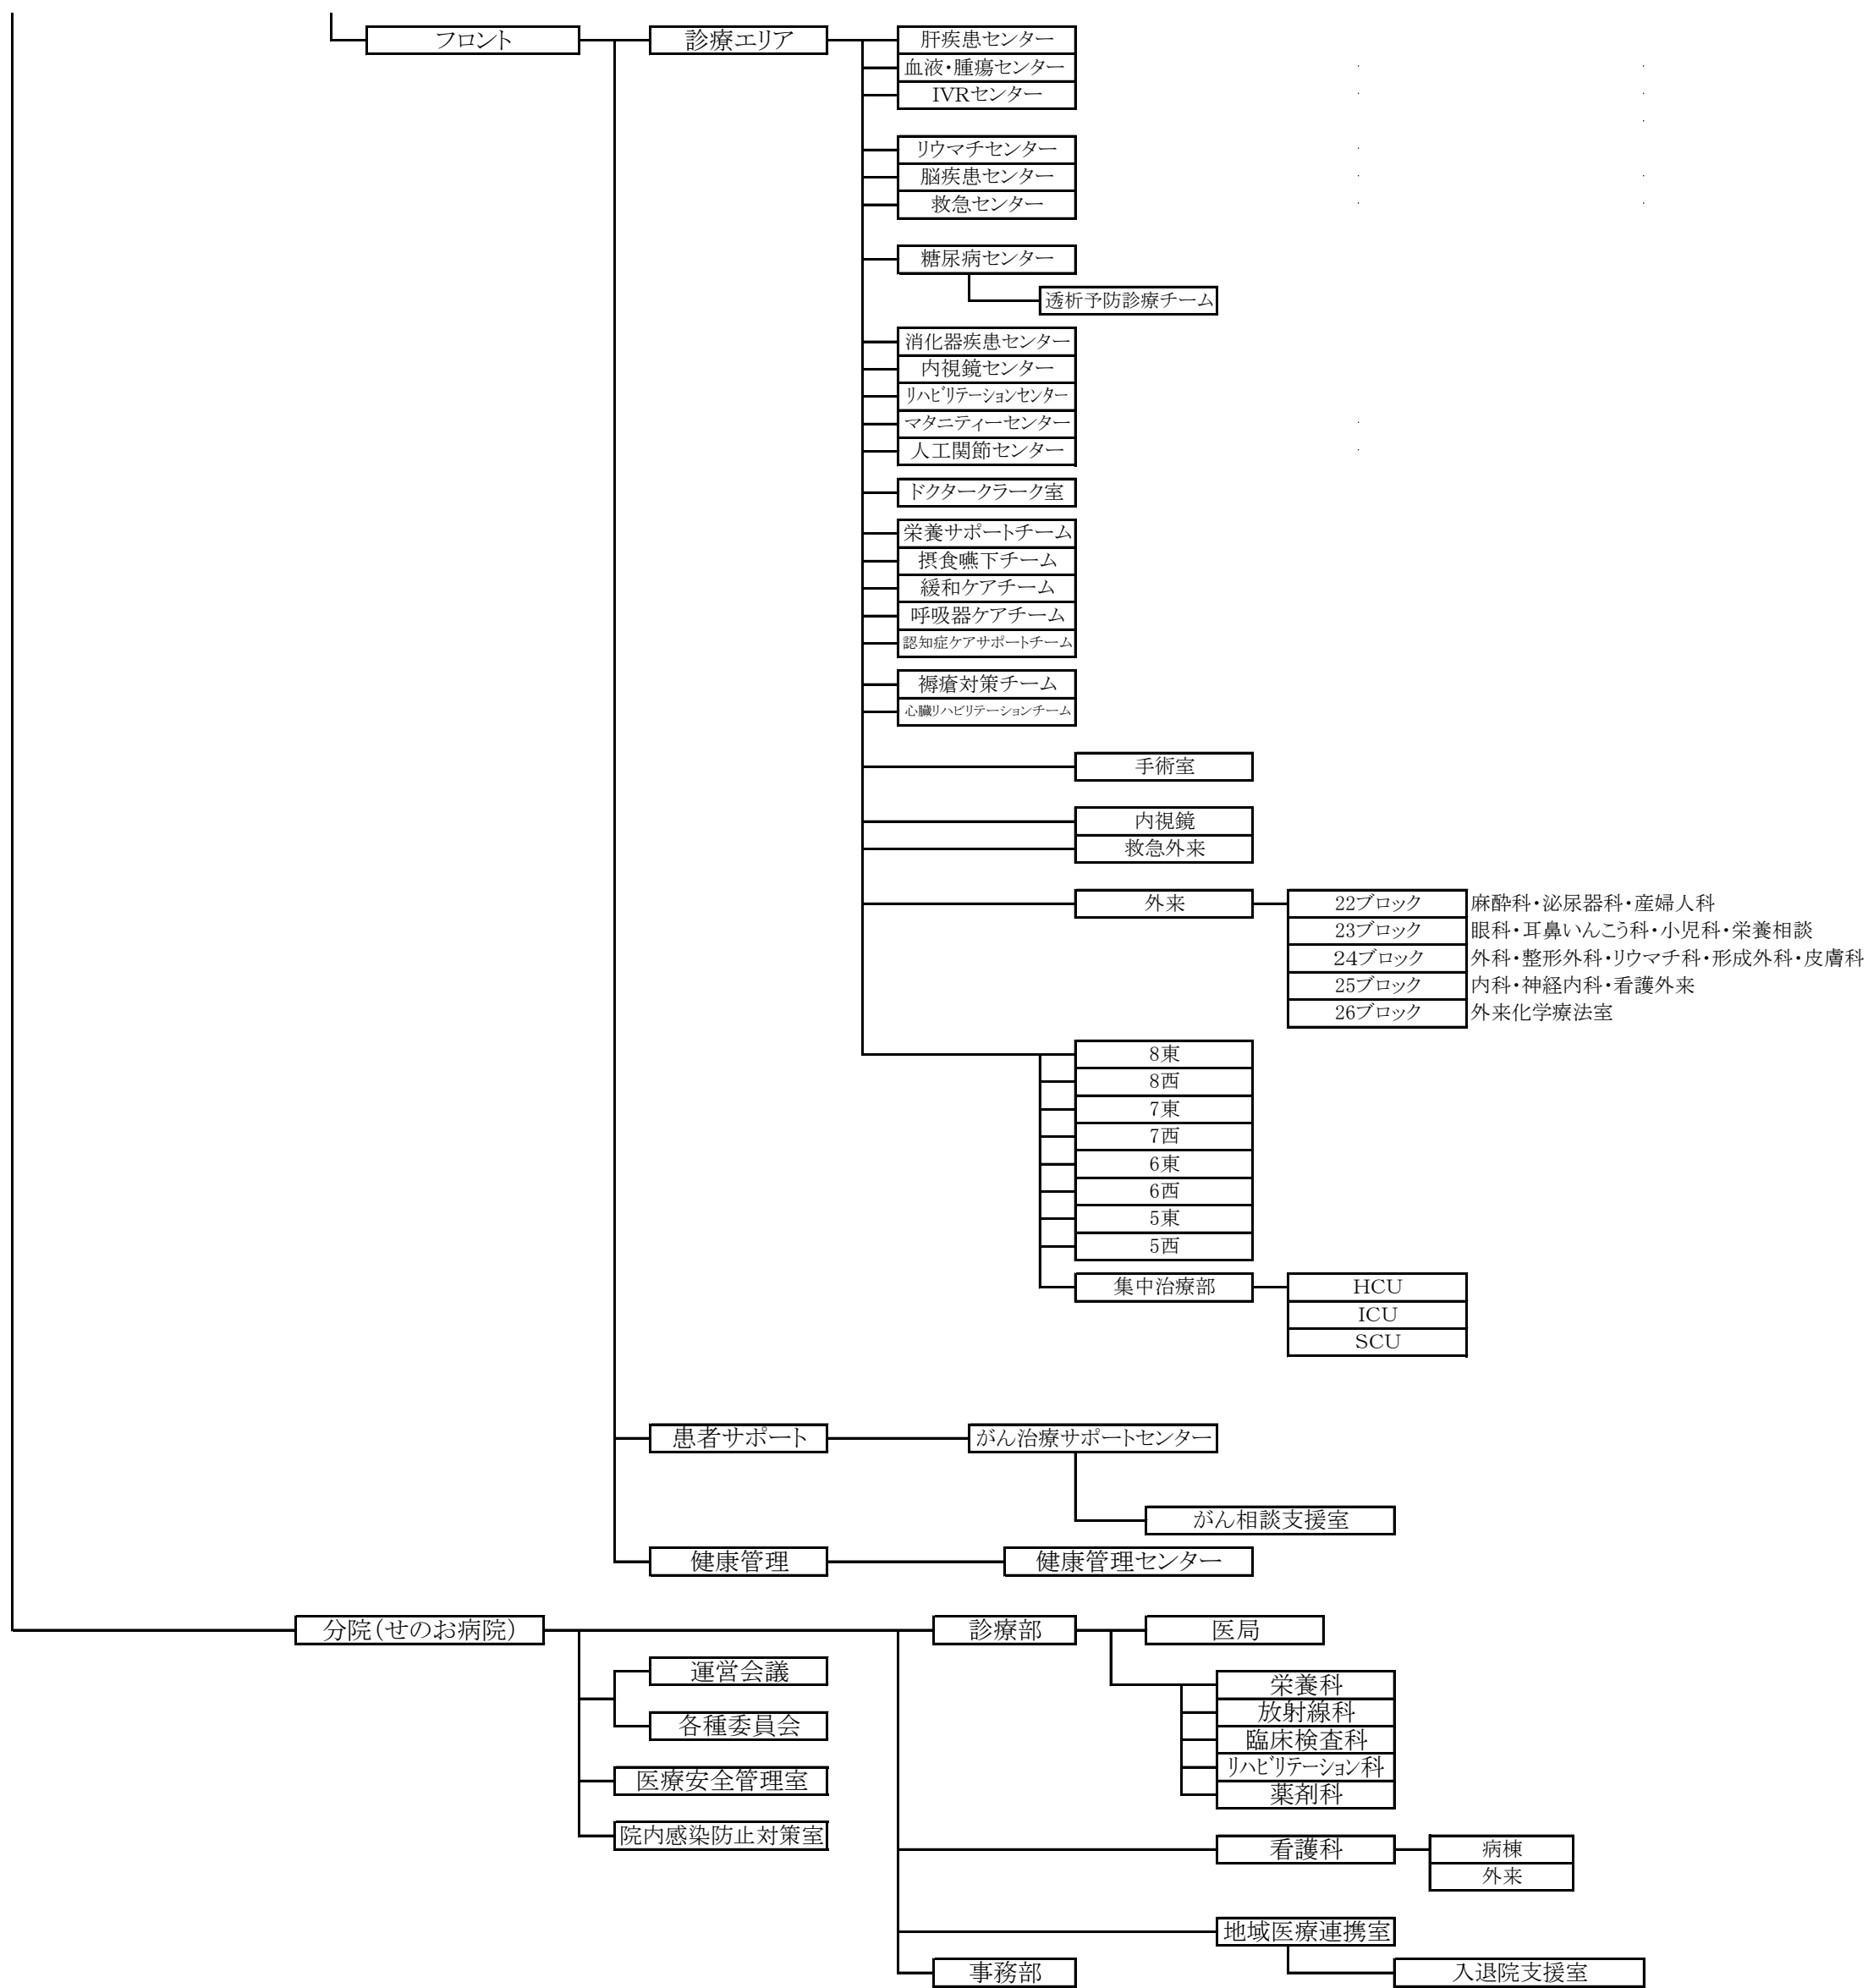 フロント
診療エリア
肝疾患センター
血液・腫瘍センター
IVRセンター
リウマチセンター
脳疾患センター
救急センター
糖尿病センター
透析予防診療チーム
消化器疾患センター
内視鏡センター
リハビリテーションセンター
マタニティーセンター
人工関節センター
ドクタークラーク室
栄養サポートチーム
摂食嚥下チーム
緩和ケアチーム
呼吸器ケアチーム
認知症ケアサポートチーム
褥瘡対策チーム
心臓リハビリテーションチーム
手術室
内視鏡
救急外来
外来
22ブロック 麻酔科・泌尿器科・産婦人科
23ブロック 眼科・耳鼻いんこう科・小児科・栄養相談
24ブロック 外科・整形外科・リウマチ科・形成外科・皮膚科
25ブロック 内科・神経内科・看護外来
26ブロック 外来化学療法室
8東
8西
7東
7西
6東
6西
5東
5西
集中治療部
HCU
ICU
SCU
患者サポート
がん治療サポートセンター
がん相談支援室
健康管理
健康管理センター
分院（せのお病院）
診療部
医局
運営会議
各種委員会
医療安全管理室
院内感染防止対策室
栄養科
放射線科
臨床検査科
リハビリテーション科
薬剤科
看護科
病棟
外来
地域医療連携室
事務部
入退院支援室